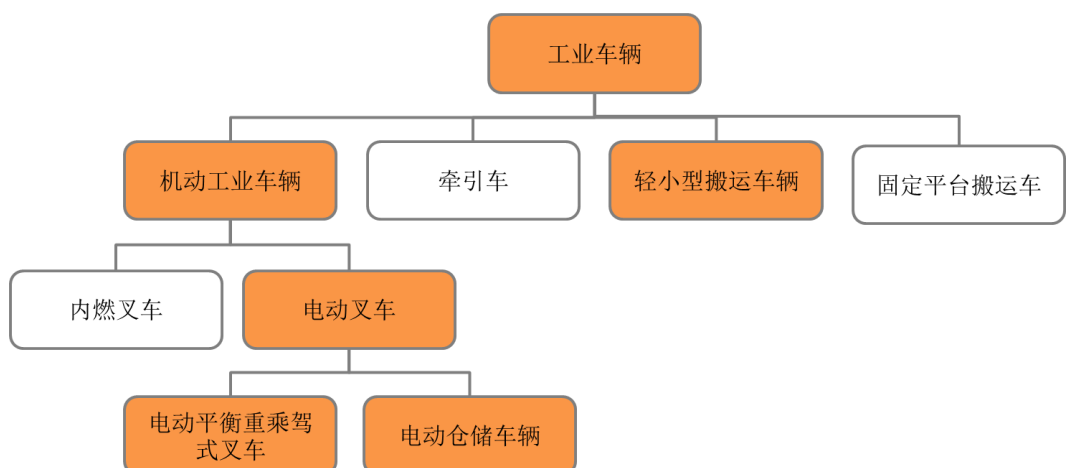 工业车辆
机动工业车辆
牵引车
轻小型搬运车辆
固定平台搬运车
内燃叉车
电动叉车
电动平衡重乘驾
式叉车
电动仓储车辆